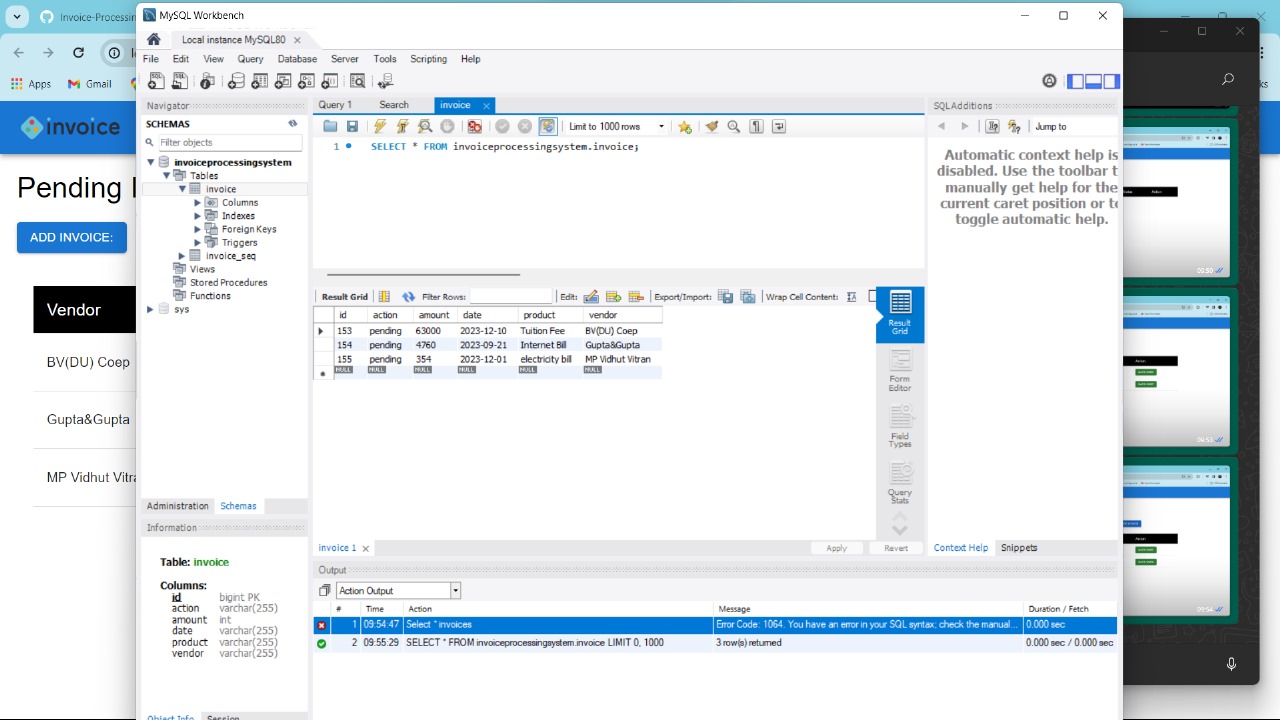 MySQL Workbench
Invoice-Processi
Local instance MySQL80
File Edit View Query Database Server Tools Scripting Help
Apps Gmail
invoice
Pending I
ADD INVOICE:
Vendor
BV(DU) Coep
Gupta&Gupta
MP Vidhut Vitra
Navigator
SCHEMAS
Filter objects
invoiceprocessingsystem
Tables
invoice
Columns
Indexes
Foreign Keys
Triggers
invoice_seq
Views
Stored Procedures
Functions
sys
Administration Schemas
Information
Table: invoice
Columns:
id bigint PK
action varchar(255)
amount int
date varchar(255)
product varchar(255)
vendor varchar(255)
Object Info Session
Query 1 Search invoice
Limit to 1000 rows
1 SELECT * FROM invoiceprocessingsystem.invoice;
Result Grid Filter Rows: Edit: Export/Import: Wrap Cell Content:
id action amount date product vendor
153 pending 63000 2023-12-10 Tuition Fee BV(DU) Coep
154 pending 4760 2023-09-21 Internet Bill Gupta&Gupta
155 pending 354 2023-12-01 electricity bill MP Vidhut Vitran
NULL NULL NULL NULL NULL NULL
Result Grid
Form Editor
Field Types
Query Stats
invoice 1 Apply Revert
SQLAdditions
Jump to
Automatic context help is
disabled. Use the toolbar t
manually get help for the
current caret position or to
toggle automatic help.
Context Help Snippets
Output
Action Output
# Time Action Message Duration / Fetch
1 09:54:47 Select * invoices Error Code: 1064. You have an error in your SQL syntax; check the manual... 0.000 sec
2 09:55:29 SELECT * FROM invoiceprocessingsystem.invoice LIMIT 0, 1000 3 row(s) returned 0.000 sec / 0.000 sec
Action
09:50
Action
09:53
Action
09:54